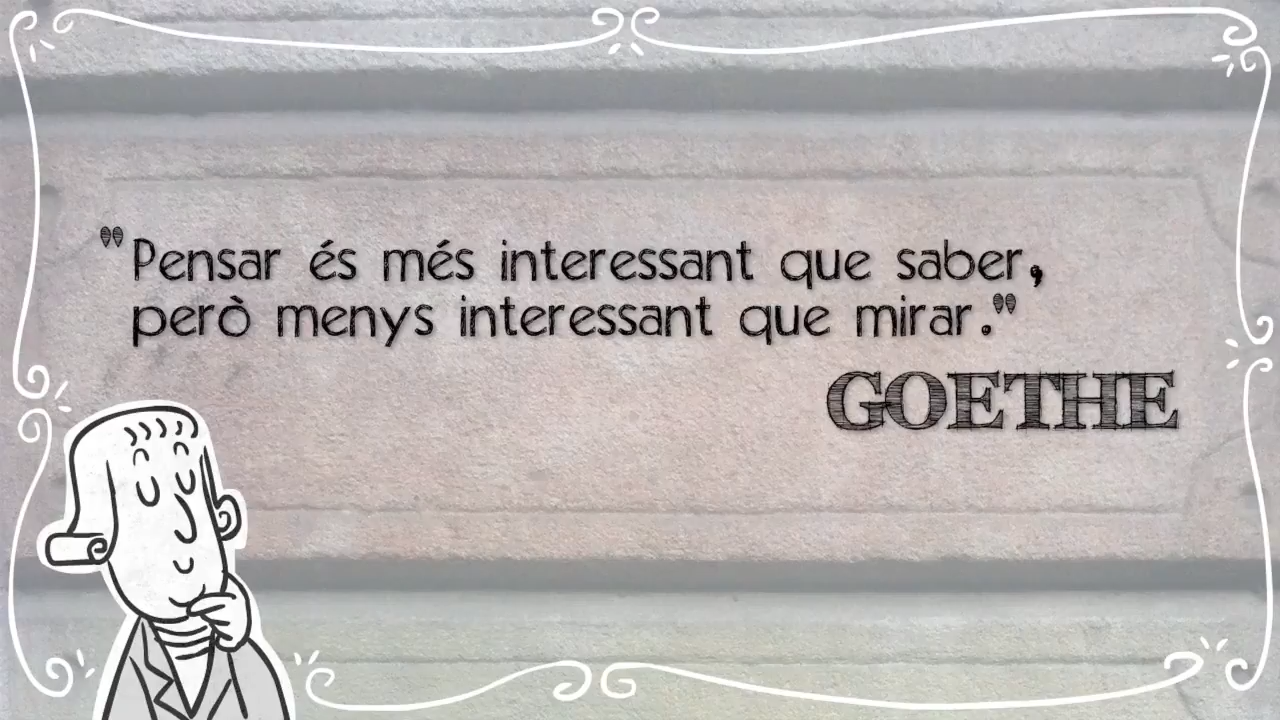 "Pensar és més interessant que saber,
però menys interessant que mirar."
GOETHE